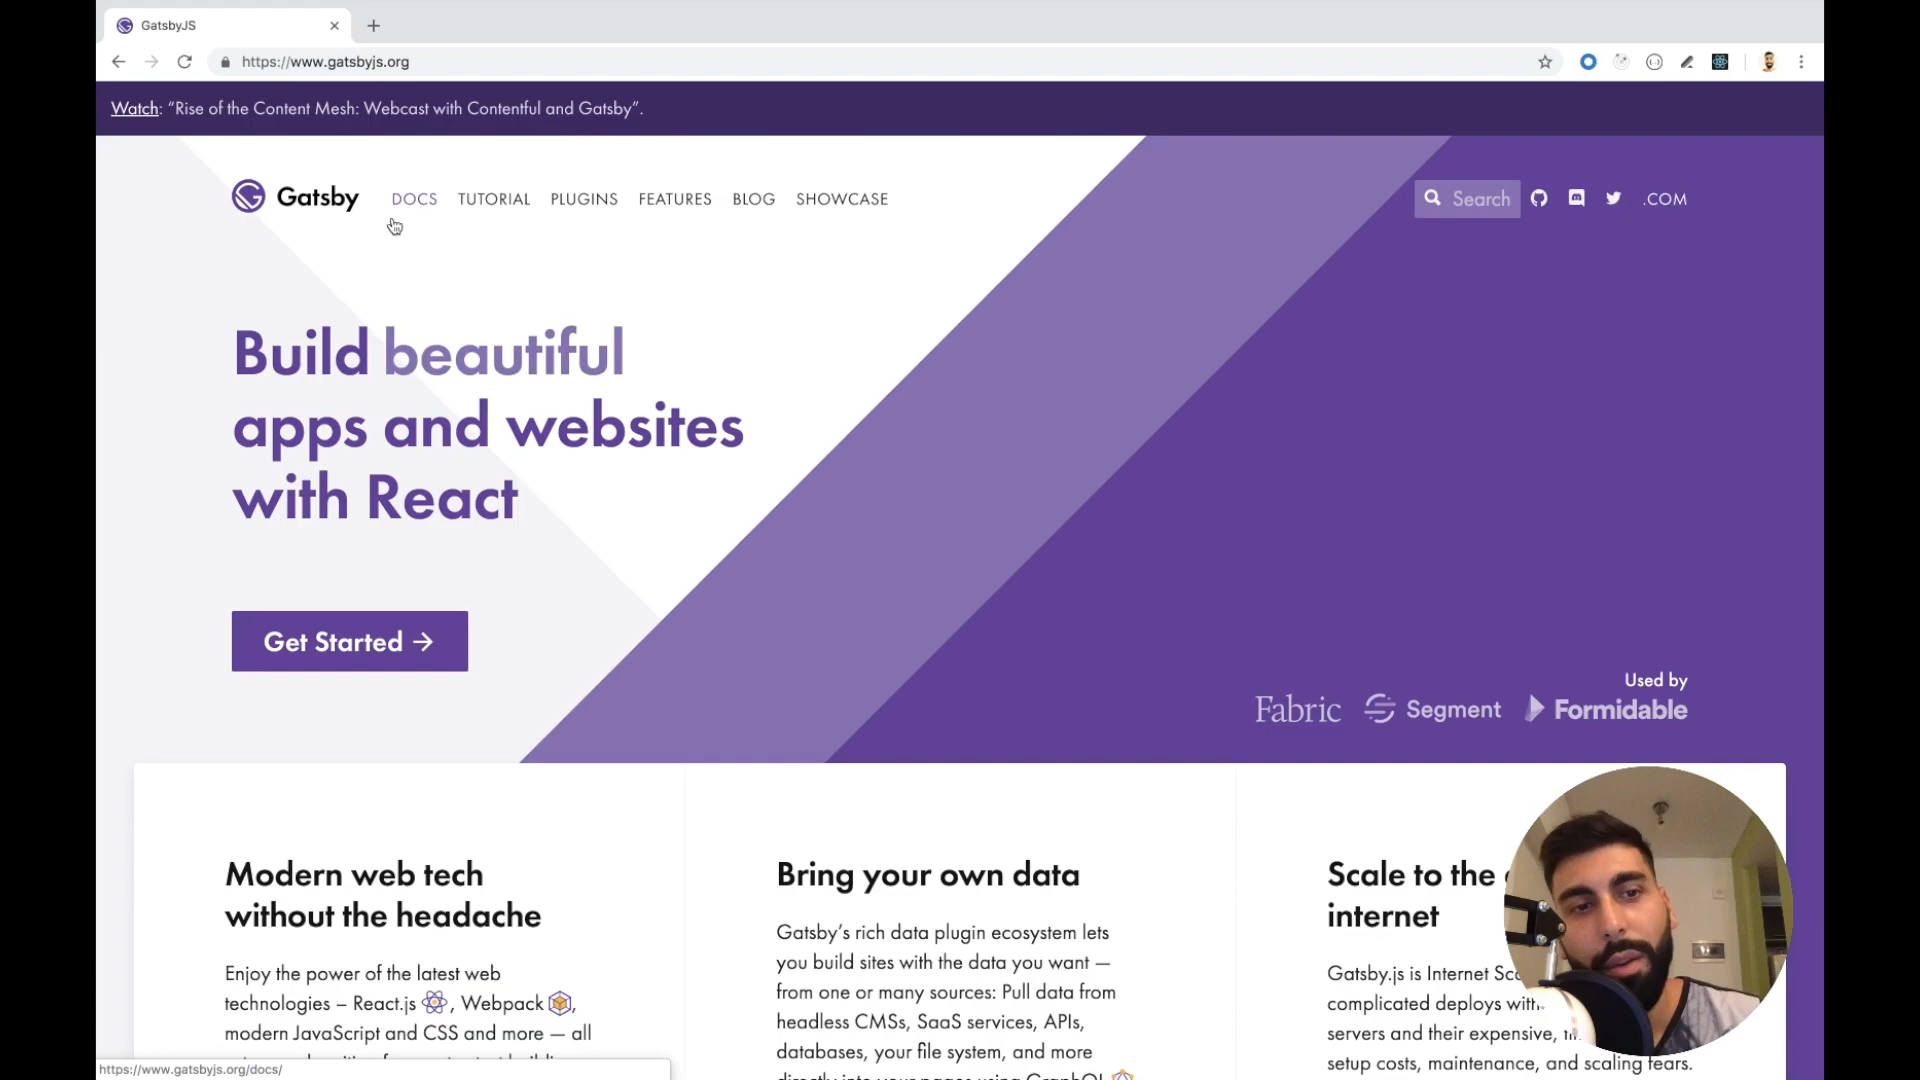 GatsbyJS
https://www.gatsbyjs.org
Watch: “Rise of the Content Mesh: Webcast with Contentful and Gatsby”.
Gatsby DOCS TUTORIAL PLUGINS FEATURES BLOG SHOWCASE Search .COM
Build beautiful
apps and websites
with React
Get Started →
Used by
Fabric Segment Formidable
Modern web tech
without the headache
Enjoy the power of the latest web
technologies – React.js , Webpack ,
modern JavaScript and CSS and more — all
Bring your own data
Gatsby’s rich data plugin ecosystem lets
you build sites with the data you want —
from one or many sources: Pull data from
headless CMSs, SaaS services, APIs,
databases, your file system, and more
directly into your pages using GraphQL
Scale to the
internet
Gatsby.js is Internet
complicated deploys
servers and their expensive,
setup costs, maintenance, and scaling fears.
https://www.gatsbyjs.org/docs/